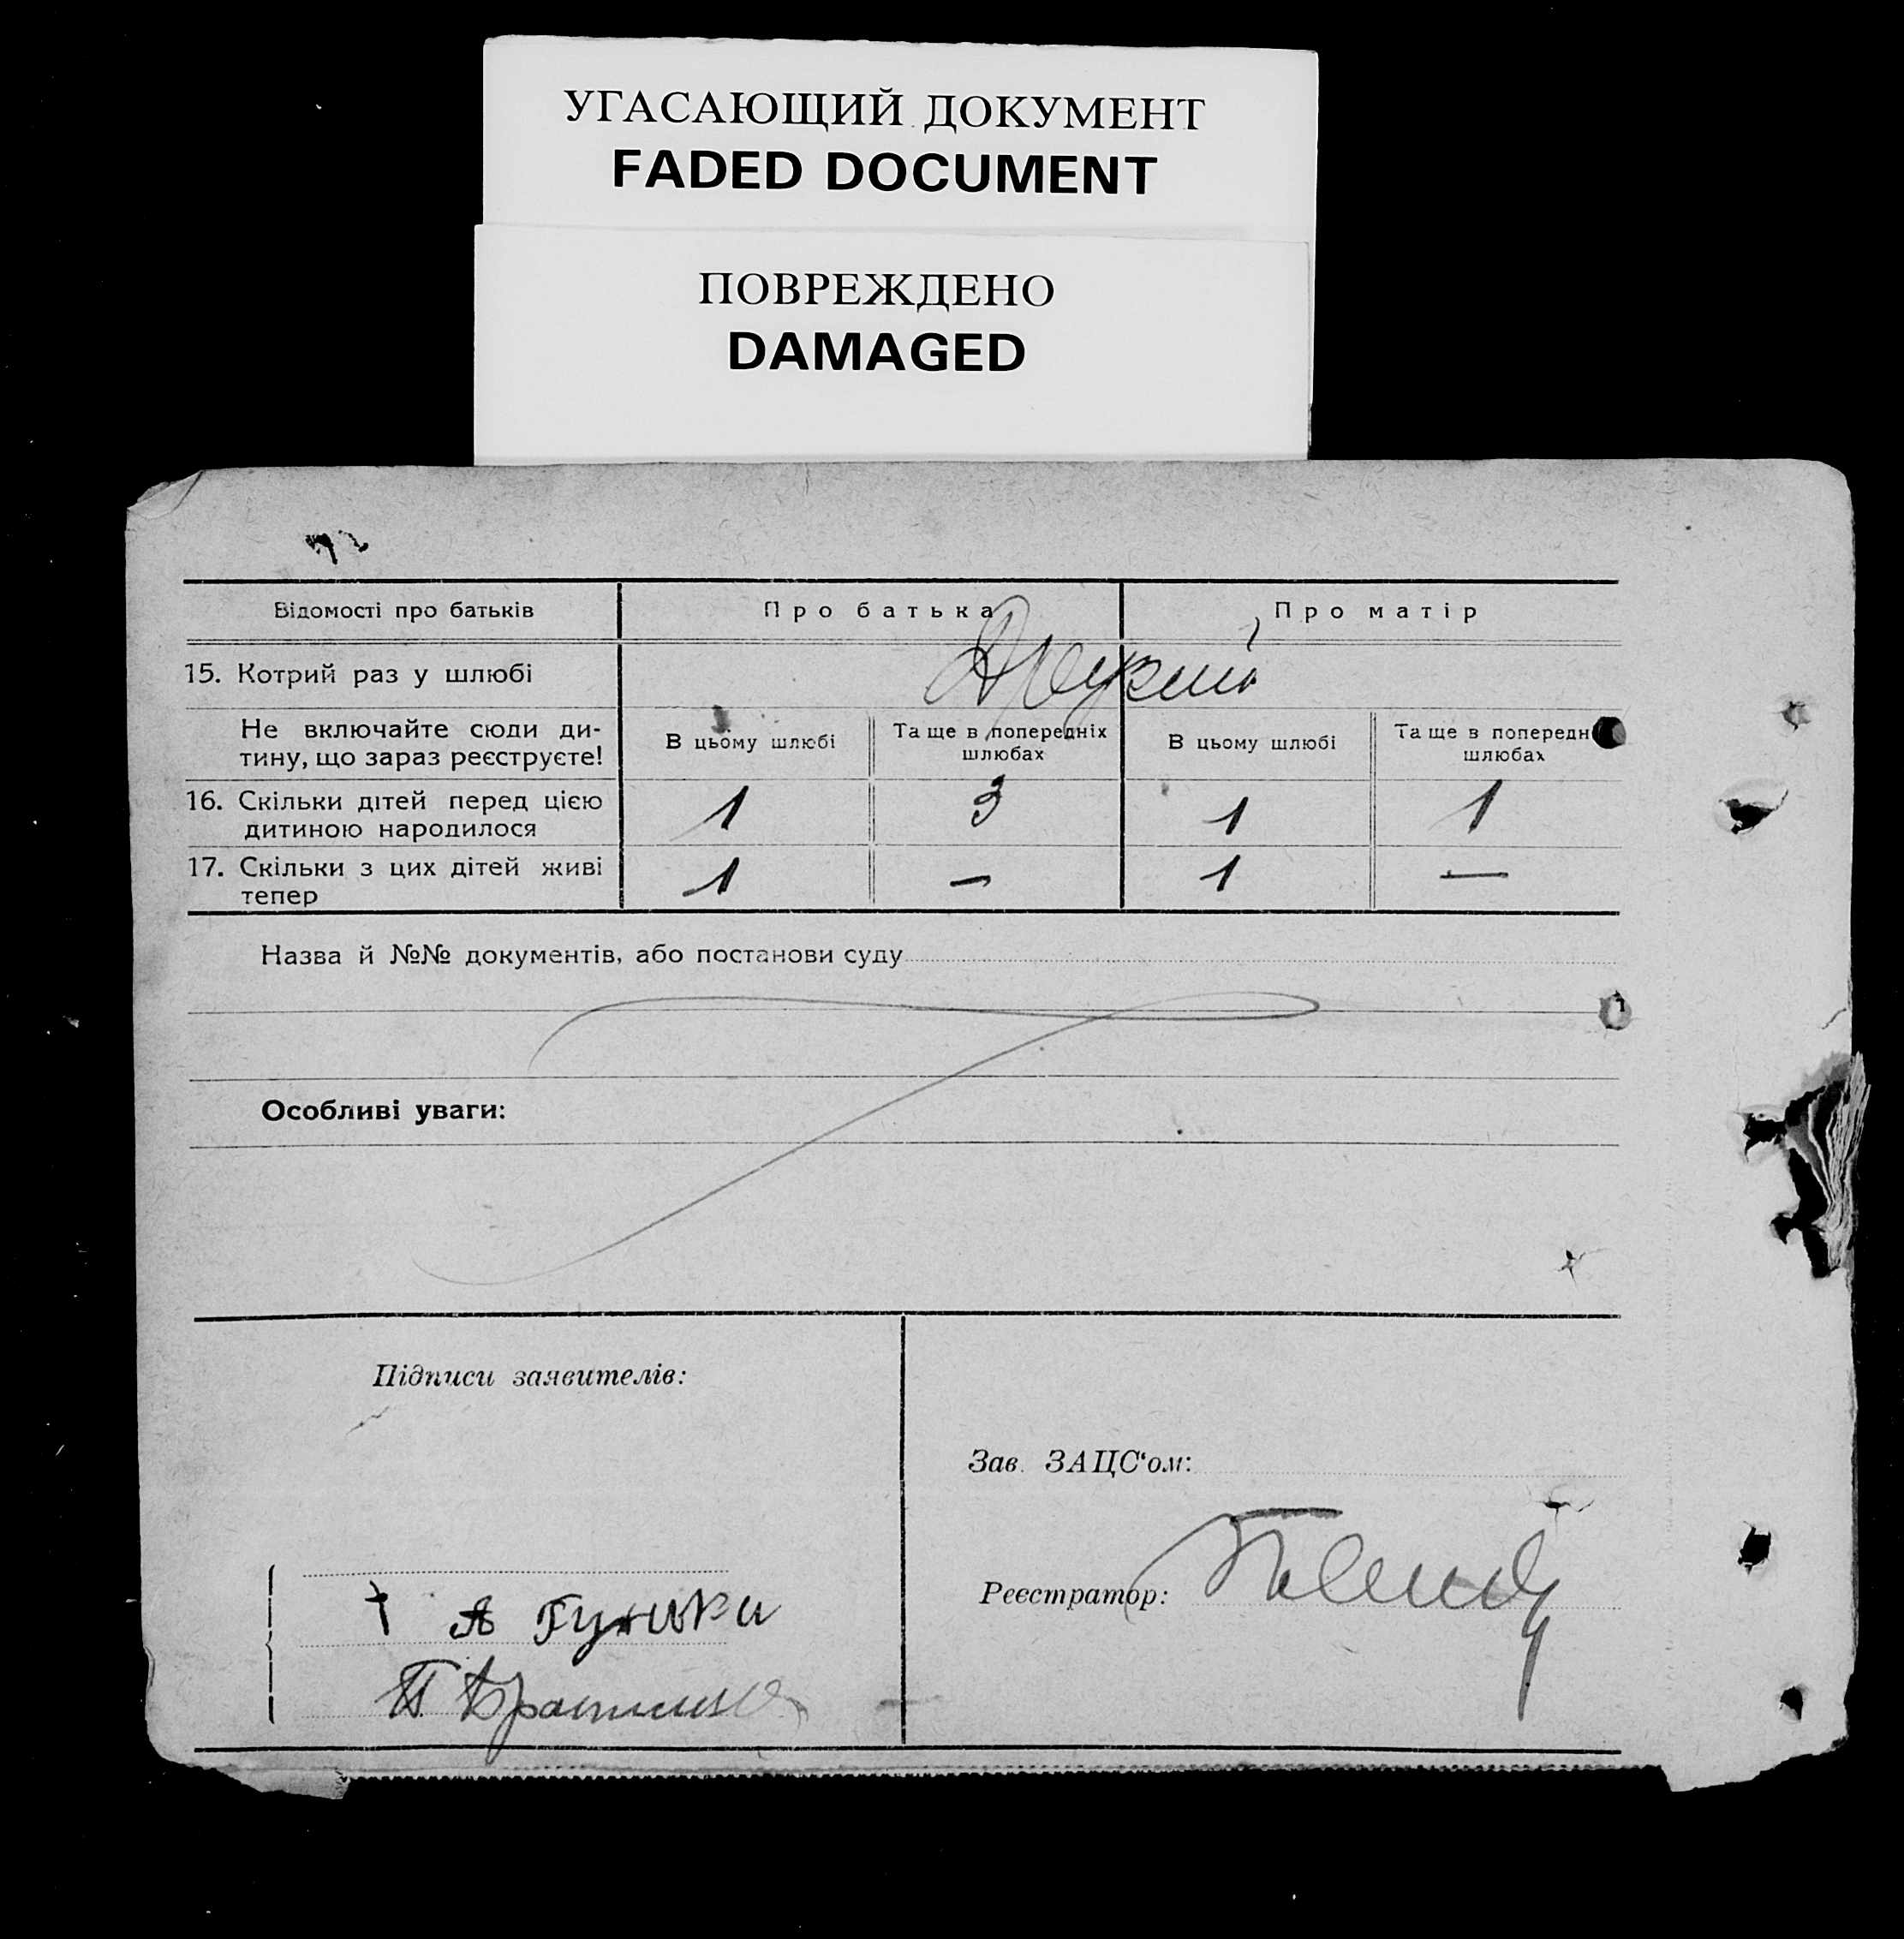 УГАСАЮЩИЙ ДОКУМЕНТ
FADED DOCUMENT
ПОВРЕЖДЕНО
DAMAGED
Відомості про батьків Про батька Про матір
15. Котрий раз у шлюбі Другий
Не включайте сюди ди-
тину, що зараз реєструєте!
В цьому шлюбі Та ще в попередніх
шлюбах
В цьому шлюбі Та ще в попередн
шлюбах
16. Скільки дітей перед цією
дитиною народилося
1 3 1 1
17. Скільки з цих дітей живі
тепер
1 – 1 —
Назва й №№ документів, або постанови суду
Особливі уваги:
Підписи заявителів:
Зав. ЗАЦС‘ом:
Реєстратор: